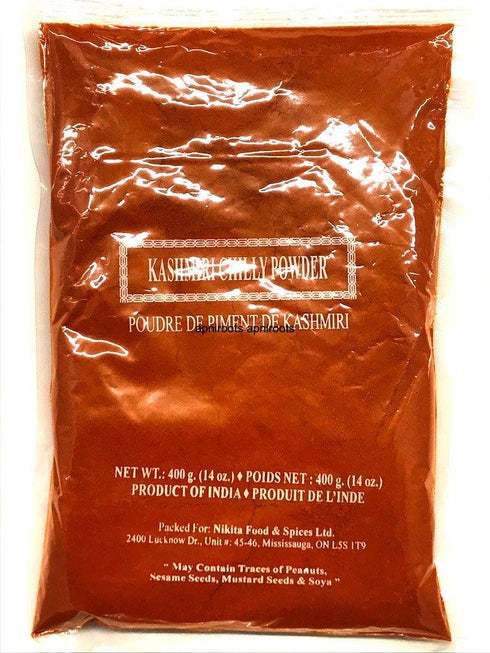 KASHMIRI CHILLY POWDER
POUDRE DE PIMENT DE KASHMIRI
aprilroots aprilroots
NET WT.: 400 g. (14 oz.) ♦ POIDS NET : 400 g. (14 oz.)
PRODUCT OF INDIA ♦ PRODUIT DE L'INDE
Packed For: Nikita Food & Spices Ltd.
2400 Lucknow Dr., Unit #: 45-46, Mississauga, ON L5S 1T9
" May Contain Traces of Peanuts,
Sesame Seeds, Mustard Seeds & Soya "